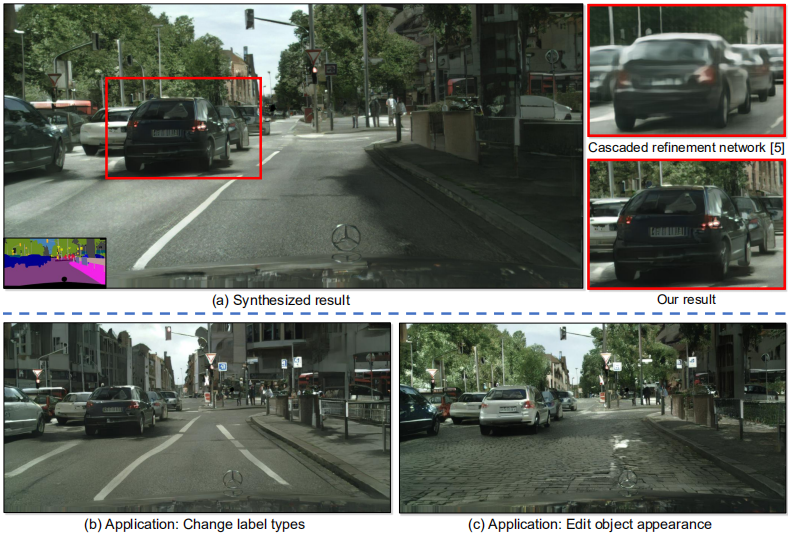 Cascaded refinement network [5]
(a) Synthesized result
Our result
(b) Application: Change label types
(c) Application: Edit object appearance